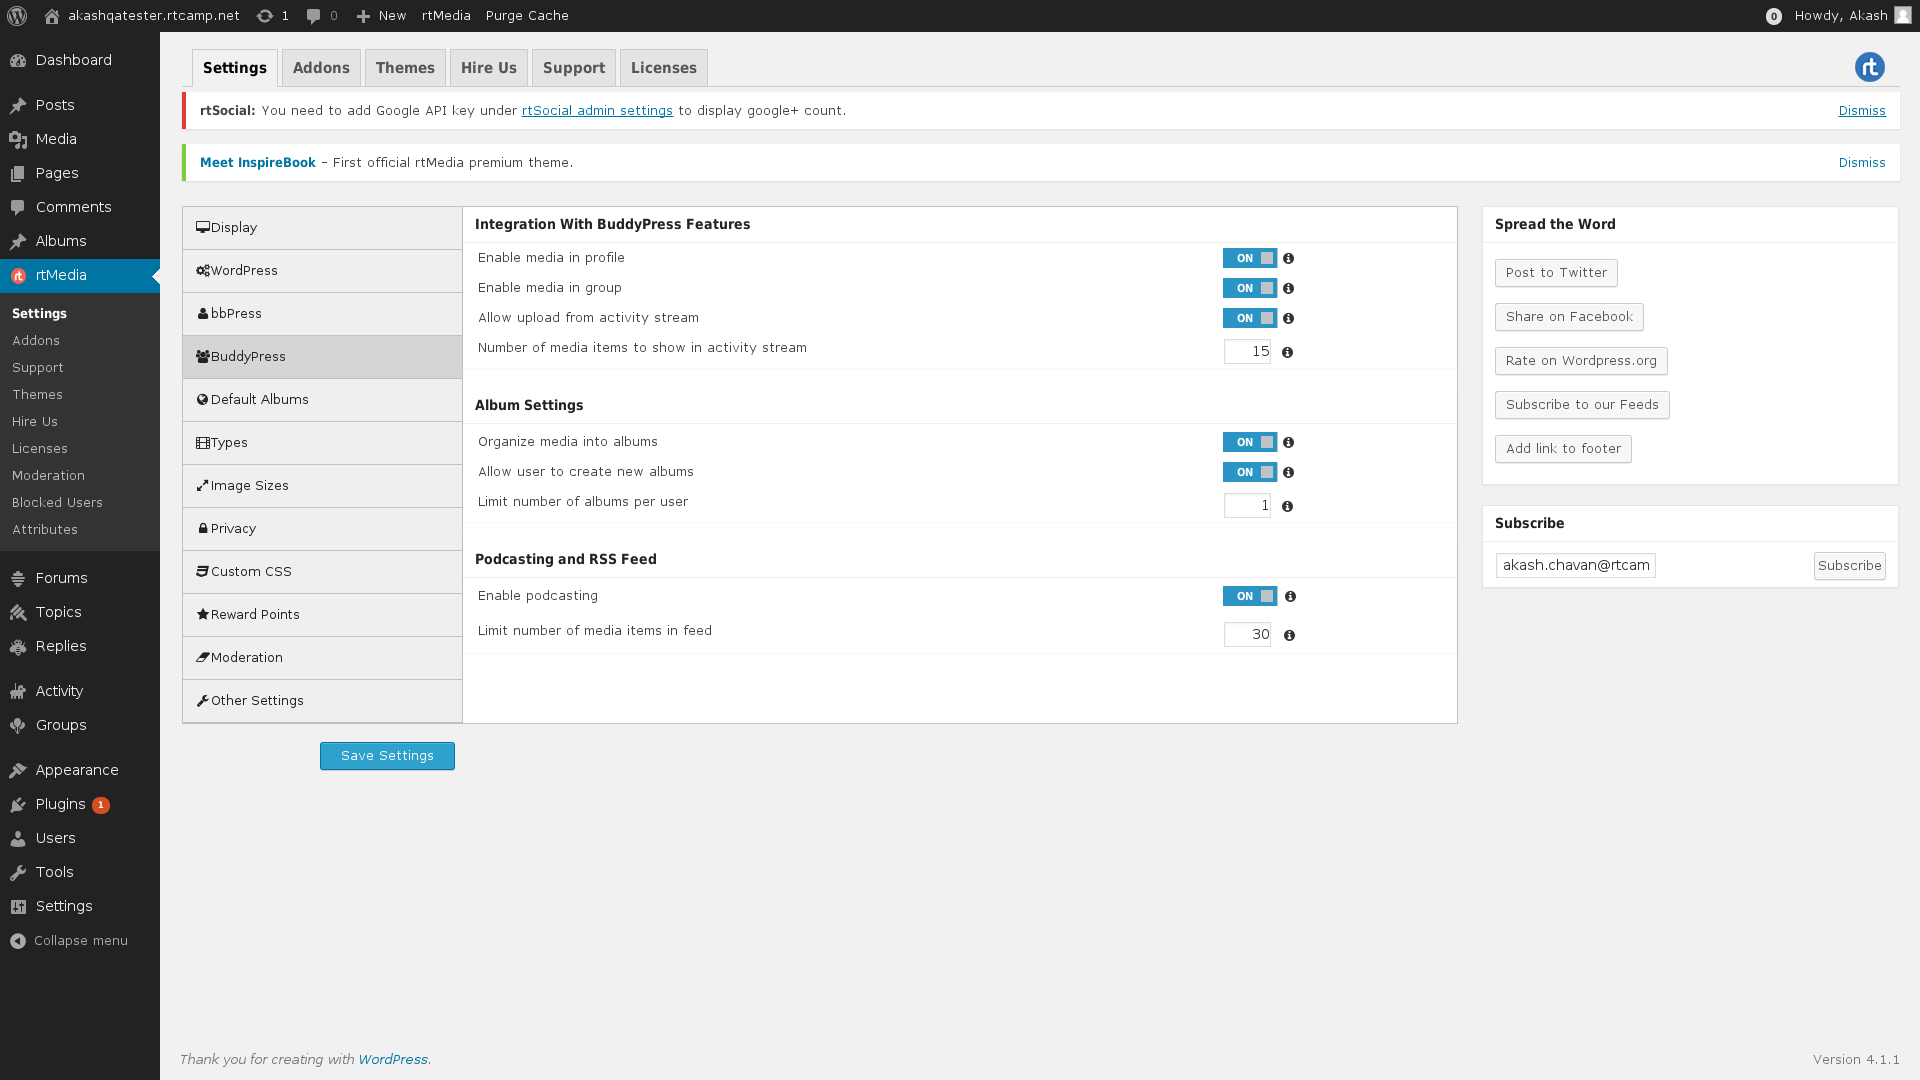 akashqatester.rtcamp.net 1 0 New rtMedia Purge Cache 0 Howdy, Akash
Dashboard
Posts
Media
Pages
Comments
Albums
rtMedia
Settings
Addons
Support
Themes
Hire Us
Licenses
Moderation
Blocked Users
Attributes
Forums
Topics
Replies
Activity
Groups
Appearance
Plugins 1
Users
Tools
Settings
Collapse menu
Settings Addons Themes Hire Us Support Licenses rt
rtSocial: You need to add Google API key under rtSocial admin settings to display google+ count. Dismiss
Meet InspireBook – First official rtMedia premium theme. Dismiss
Display
WordPress
bbPress
BuddyPress
Default Albums
Types
Image Sizes
Privacy
Custom CSS
Reward Points
Moderation
Other Settings
Integration With BuddyPress Features
Enable media in profile ON
Enable media in group ON
Allow upload from activity stream ON
Number of media items to show in activity stream 15
Album Settings
Organize media into albums ON
Allow user to create new albums ON
Limit number of albums per user 1
Podcasting and RSS Feed
Enable podcasting ON
Limit number of media items in feed 30
Save Settings
Spread the Word
Post to Twitter
Share on Facebook
Rate on Wordpress.org
Subscribe to our Feeds
Add link to footer
Subscribe
akash.chavan@rtcam Subscribe
Thank you for creating with WordPress. Version 4.1.1